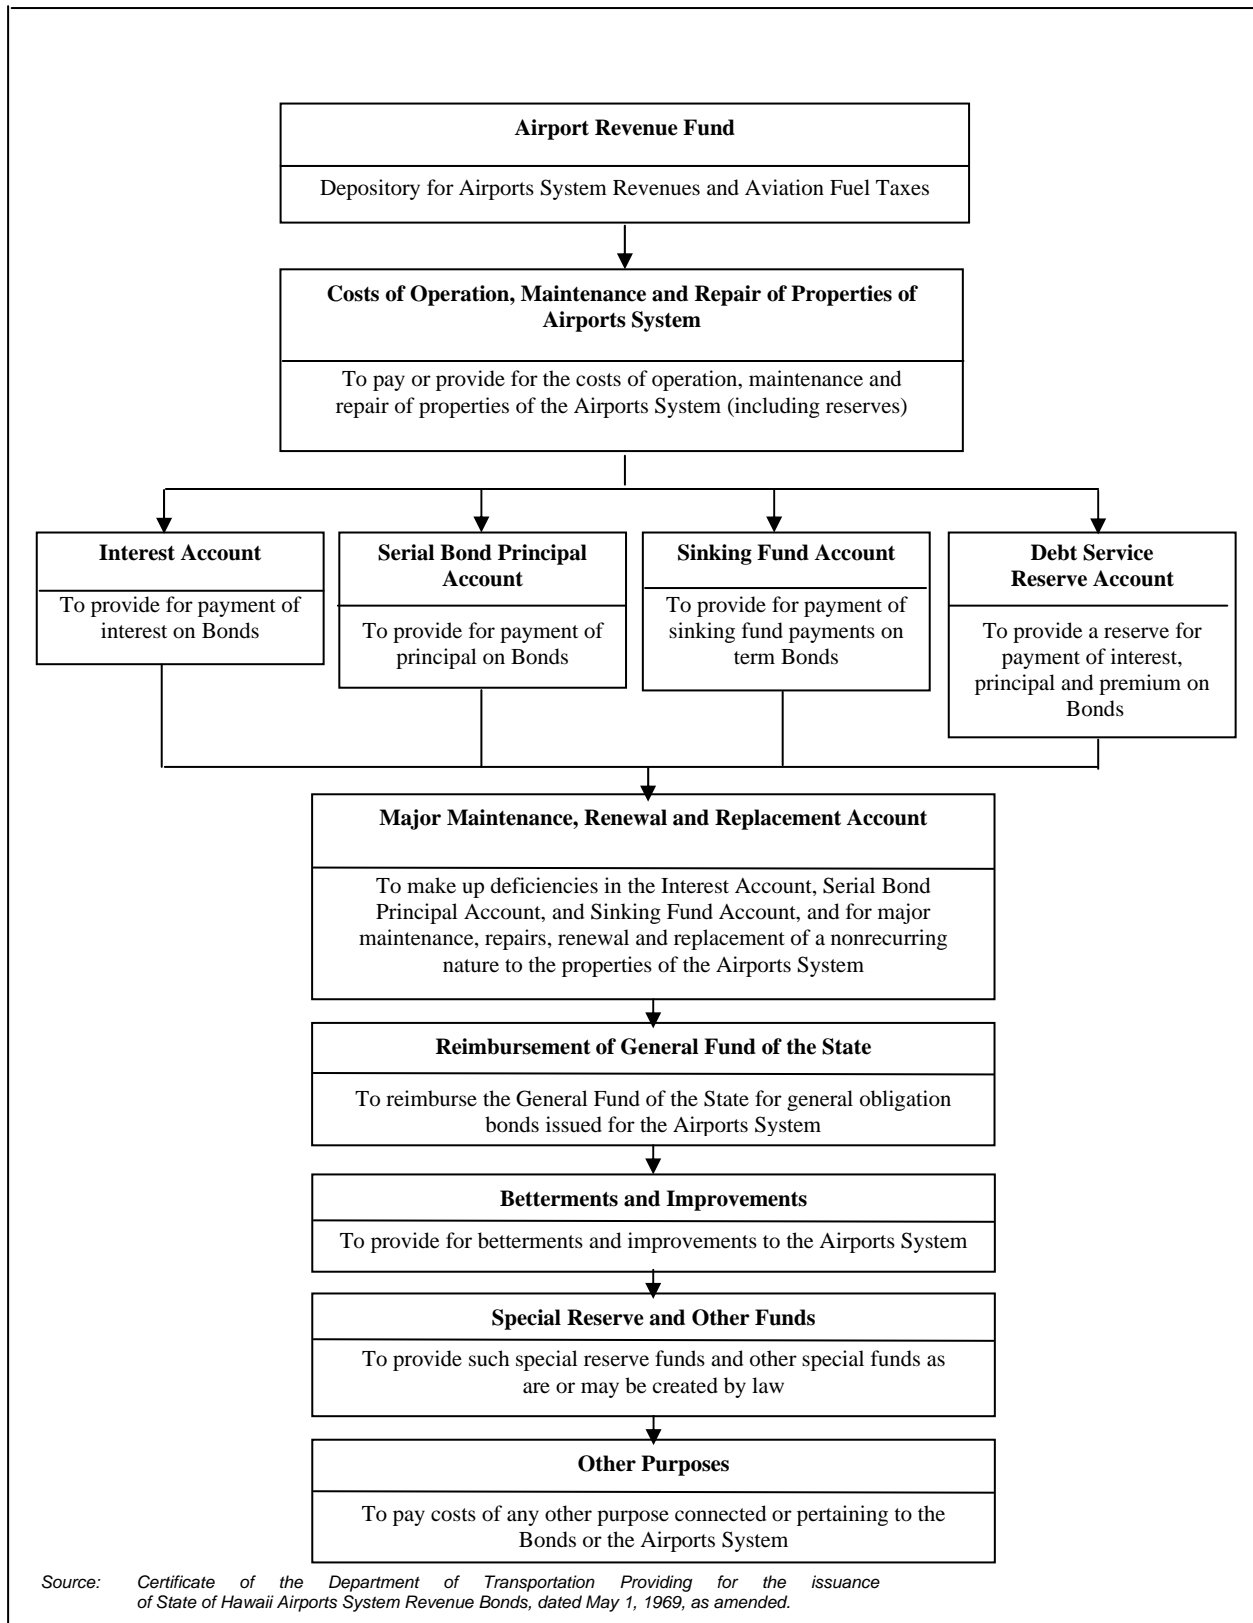 Airport Revenue Fund
Depository for Airports System Revenues and Aviation Fuel Taxes
Costs of Operation, Maintenance and Repair of Properties of
Airports System
To pay or provide for the costs of operation, maintenance and
repair of properties of the Airports System (including reserves)
Interest Account
To provide for payment of
interest on Bonds
Serial Bond Principal
Account
To provide for payment of
principal on Bonds
Sinking Fund Account
To provide for payment of
sinking fund payments on
term Bonds
Debt Service
Reserve Account
To provide a reserve for
payment of interest,
principal and premium on
Bonds
Major Maintenance, Renewal and Replacement Account
To make up deficiencies in the Interest Account, Serial Bond
Principal Account, and Sinking Fund Account, and for major
maintenance, repairs, renewal and replacement of a nonrecurring
nature to the properties of the Airports System
Reimbursement of General Fund of the State
To reimburse the General Fund of the State for general obligation
bonds issued for the Airports System
Betterments and Improvements
To provide for betterments and improvements to the Airports System
Special Reserve and Other Funds
To provide such special reserve funds and other special funds as
are or may be created by law
Other Purposes
To pay costs of any other purpose connected or pertaining to the
Bonds or the Airports System
Source: Certificate of the Department of Transportation Providing for the issuance
of State of Hawaii Airports System Revenue Bonds, dated May 1, 1969, as amended.